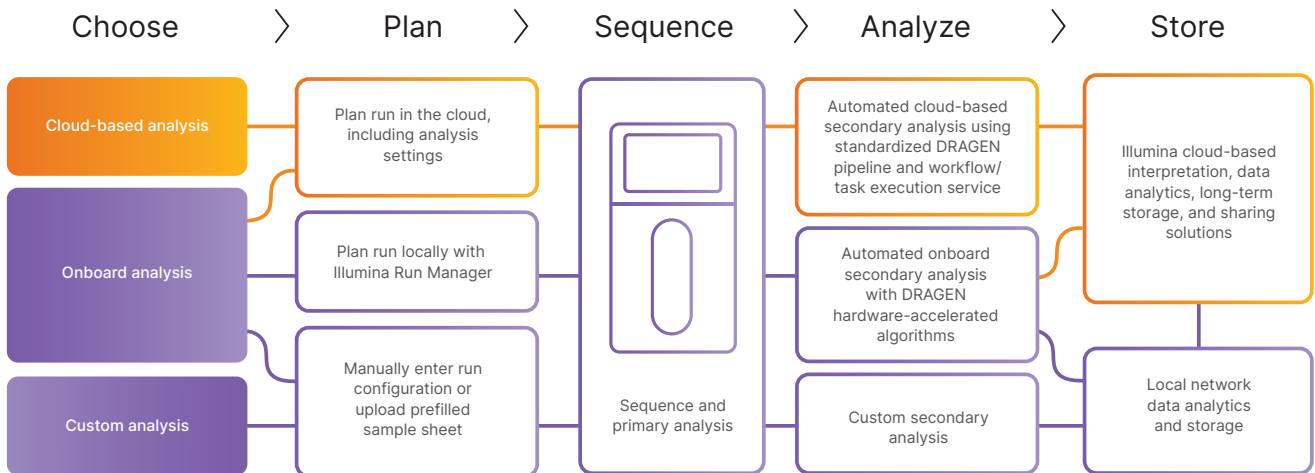 Choose
Plan
Sequence
Analyze
Store
Cloud-based analysis
Onboard analysis
Custom analysis
Plan run in the cloud,
including analysis
settings
Plan run locally with
Illumina Run Manager
Manually enter run
configuration or
upload prefilled
sample sheet
Sequence and
primary analysis
Automated cloud-based
secondary analysis using
standardized DRAGEN
pipeline and workflow/
task execution service
Automated onboard
secondary analysis
with DRAGEN
hardware-accelerated
algorithms
Custom secondary
analysis
Illumina cloud-based
interpretation, data
analytics, long-term
storage, and sharing
solutions
Local network
data analytics
and storage